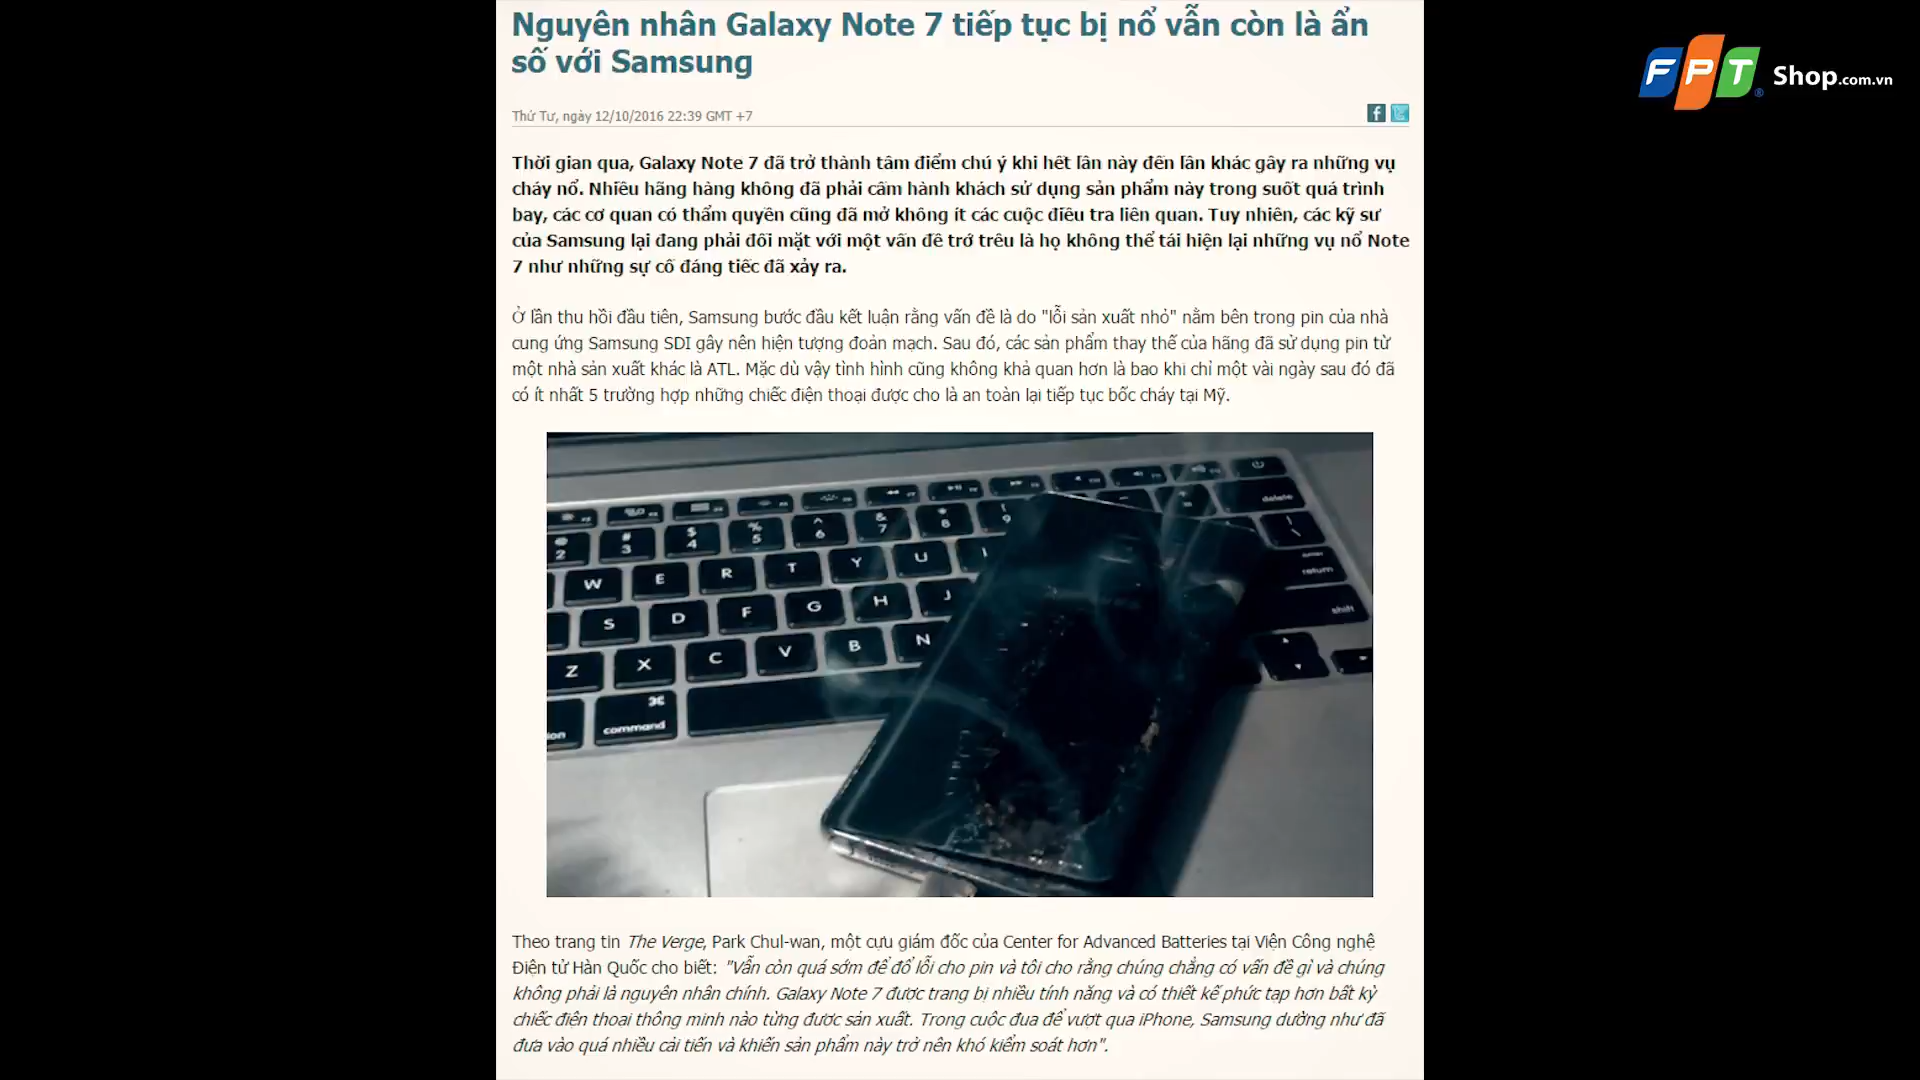 Nguyên nhân Galaxy Note 7 tiếp tục bị nổ vẫn còn là ẩn
số với Samsung
FPT® Shop.com.vn
Thứ Tư, ngày 12/10/2016 22:39 GMT +7
Thời gian qua, Galaxy Note 7 đã trở thành tâm điểm chú ý khi hết lần này đến lần khác gây ra những vụ
cháy nổ. Nhiều hãng hàng không đã phải cấm hành khách sử dụng sản phẩm này trong suốt quá trình
bay, các cơ quan có thẩm quyền cũng đã mở không ít các cuộc điều tra liên quan. Tuy nhiên, các kỹ sư
của Samsung lại đang phải đối mặt với một vấn đề trớ trêu là họ không thể tái hiện lại những vụ nổ Note
7 như những sự cố đáng tiếc đã xảy ra.
Ở lần thu hồi đầu tiên, Samsung bước đầu kết luận rằng vấn đề là do "lỗi sản xuất nhỏ" nằm bên trong pin của nhà
cung ứng Samsung SDI gây nên hiện tượng đoản mạch. Sau đó, các sản phẩm thay thế của hãng đã sử dụng pin từ
một nhà sản xuất khác là ATL. Mặc dù vậy tình hình cũng không khả quan hơn là bao khi chỉ một vài ngày sau đó đã
có ít nhất 5 trường hợp những chiếc điện thoại được cho là an toàn lại tiếp tục bốc cháy tại Mỹ.
delete
@ # $ % ^ & * (
2 3 4 5 6 7 8 9
W E R T Y U I
enter
return
S D F G H J
shift
Z X C V B N
⌘
command
Theo trang tin The Verge, Park Chul-wan, một cựu giám đốc của Center for Advanced Batteries tại Viện Công nghệ
Điện tử Hàn Quốc cho biết: "Vẫn còn quá sớm để đổ lỗi cho pin và tôi cho rằng chúng chẳng có vấn đề gì và chúng
không phải là nguyên nhân chính. Galaxy Note 7 được trang bị nhiều tính năng và có thiết kế phức tạp hơn bất kỳ
chiếc điện thoại thông minh nào từng được sản xuất. Trong cuộc đua để vượt qua iPhone, Samsung dường như đã
đưa vào quá nhiều cải tiến và khiến sản phẩm này trở nên khó kiểm soát hơn".